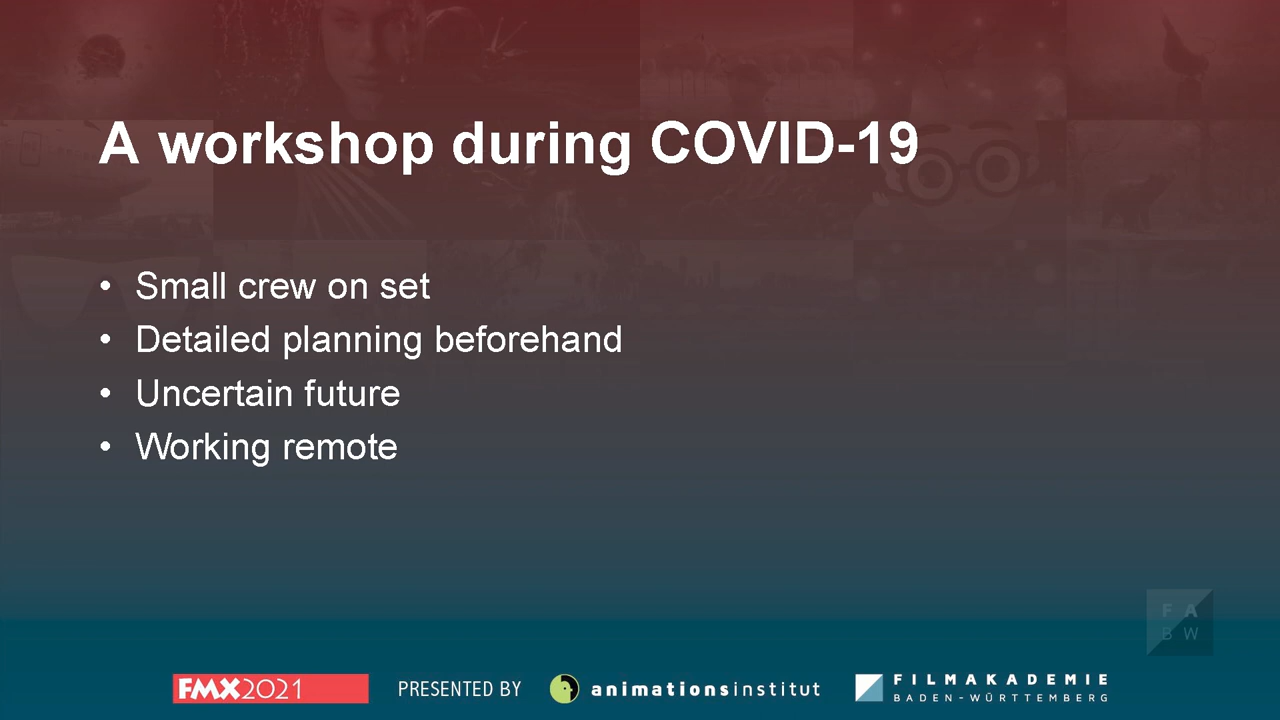 A workshop during COVID-19
• Small crew on set
• Detailed planning beforehand
• Uncertain future
• Working remote
F A
B W
FMX2021 PRESENTED BY animationsinstitut FILMAKADEMIE
BADEN-WÜRTTEMBERG